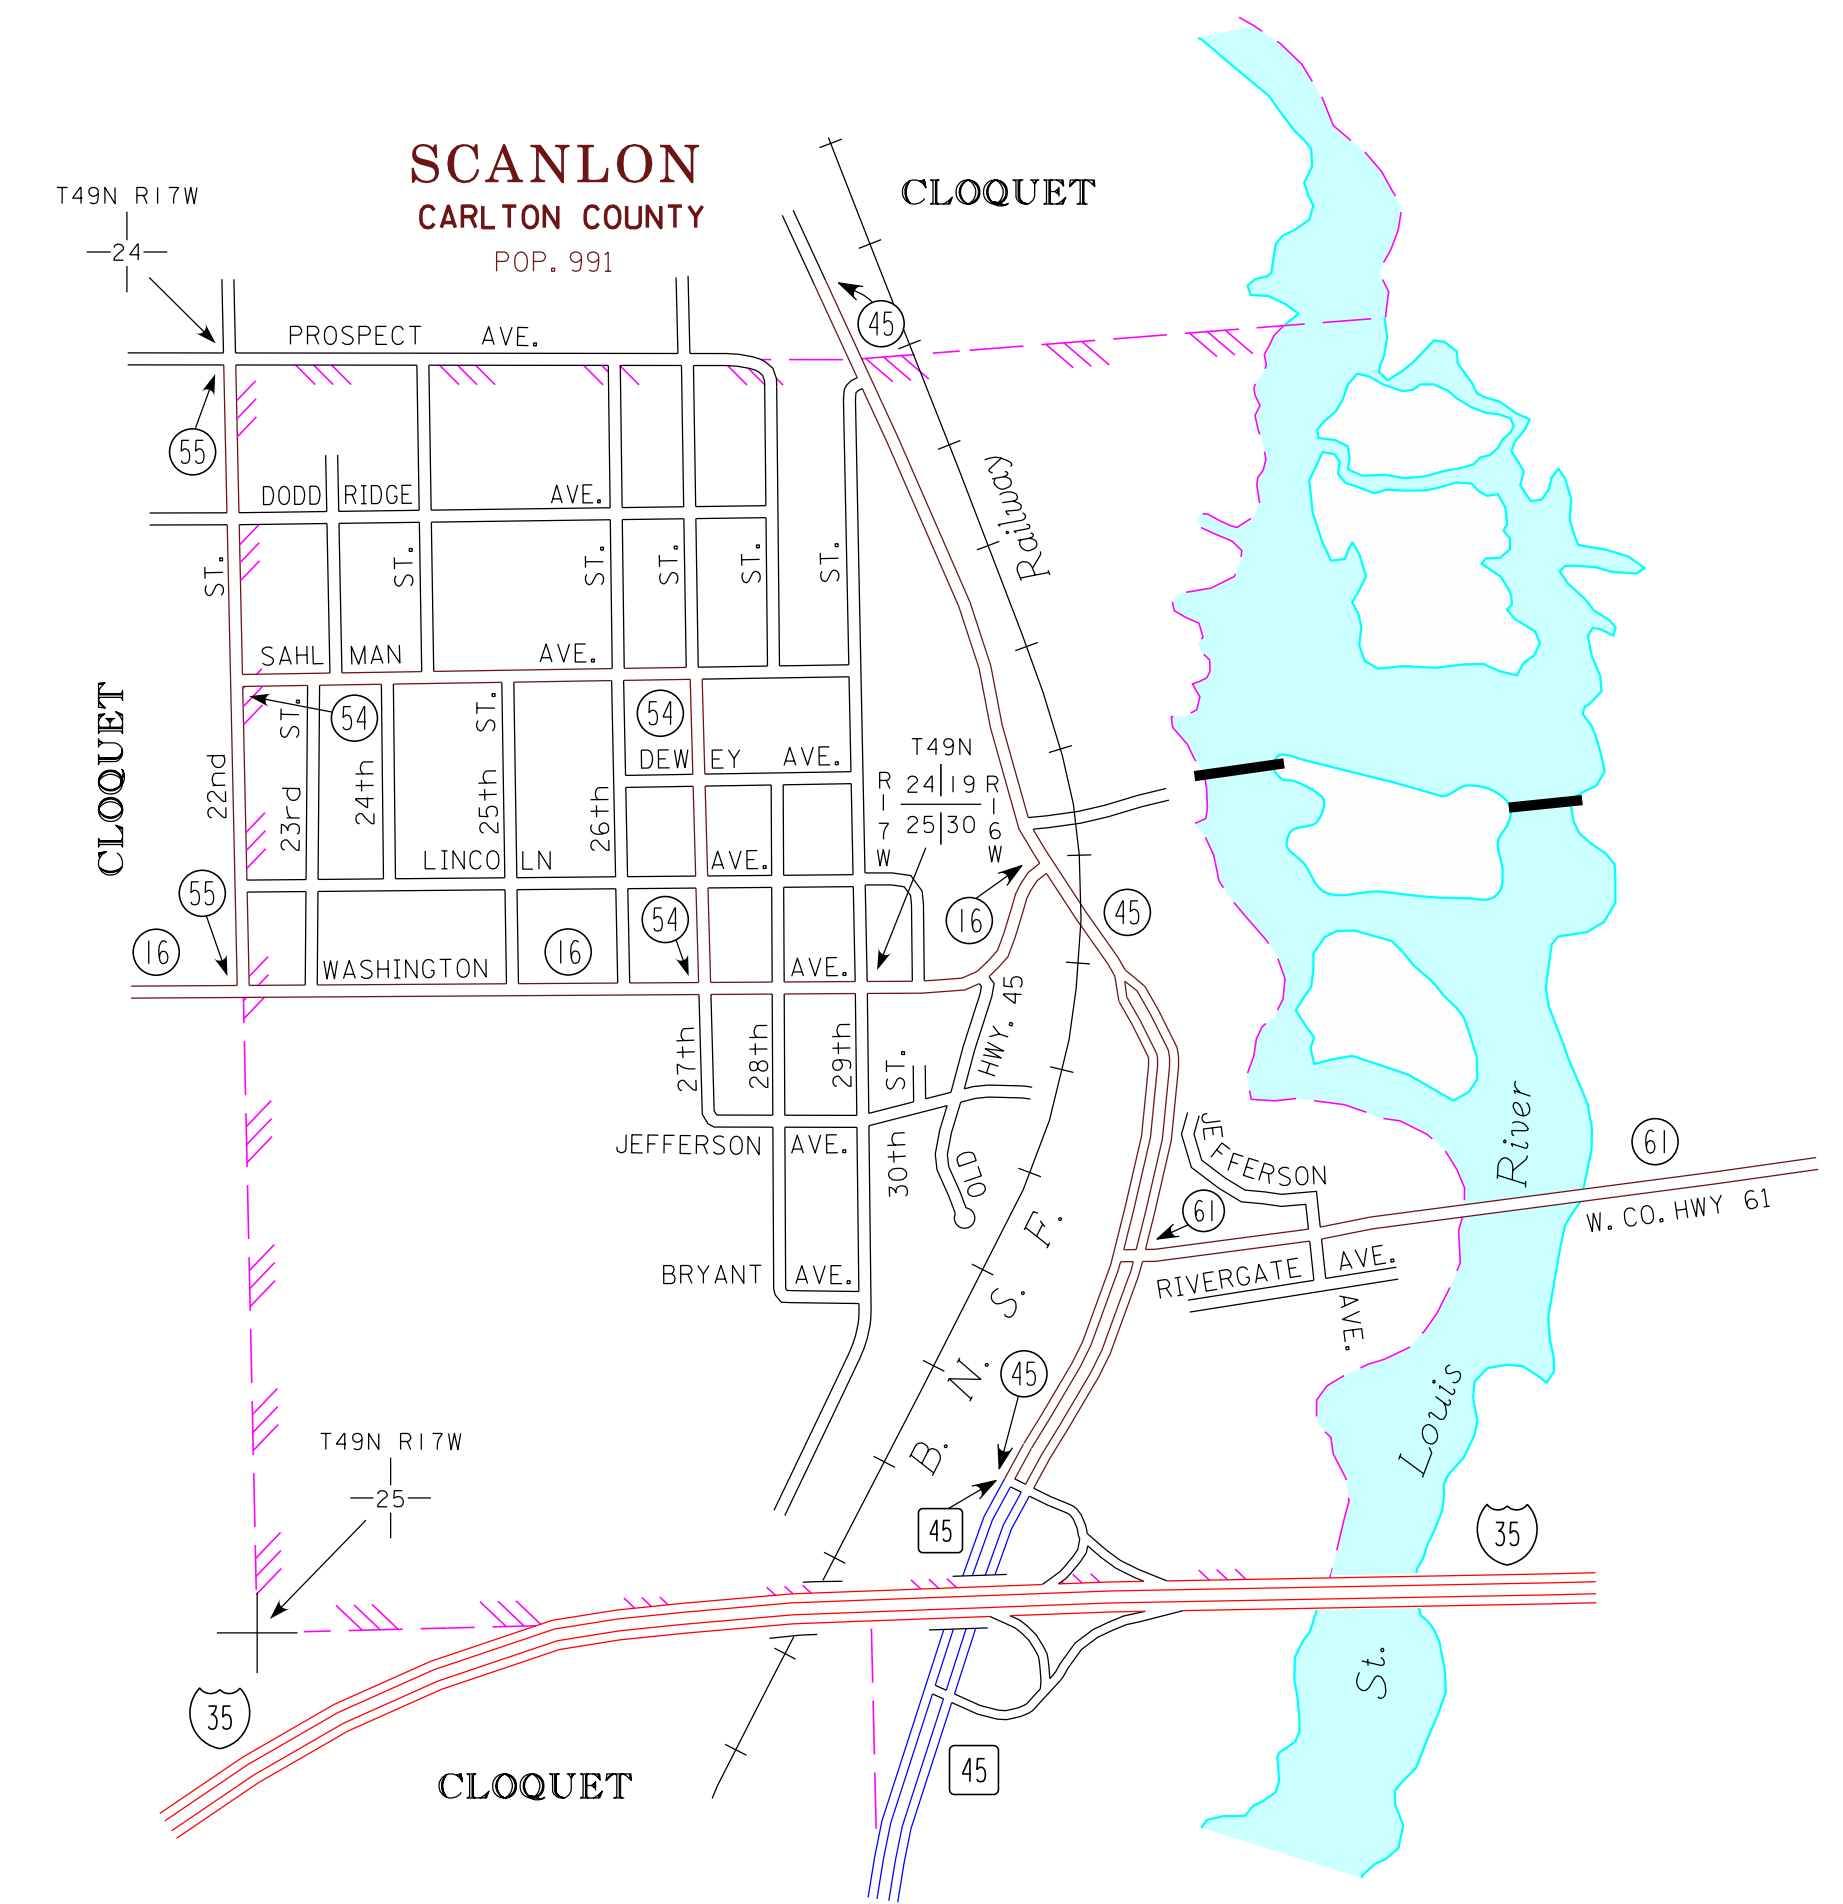 SCANLON
CARLTON COUNTY
POP. 991
CLOQUET
T49N R17W
24
45
PROSPECT AVE.
55
DODD RIDGE AVE.
Railway
ST.
ST.
ST.
ST.
ST.
ST.
SAHL MAN AVE.
54
ST.
ST.
54
CLOQUET
22nd
23rd
24th
25th
26th
DEW EY AVE.
T49N
R17W
24 19
25 30
R16W
LINCO LN AVE.
55
16
54
16
45
16
WASHINGTON AVE.
HWY. 45
27th
28th
29th
ST.
JEFFERSON AVE.
30th
OLD
JEFFERSON
River
61
61
W. CO. HWY 61
BRYANT AVE.
RIVERGATE AVE.
AVE.
B. N. S. F.
45
Louis
T49N R17W
25
45
35
St.
35
45
CLOQUET